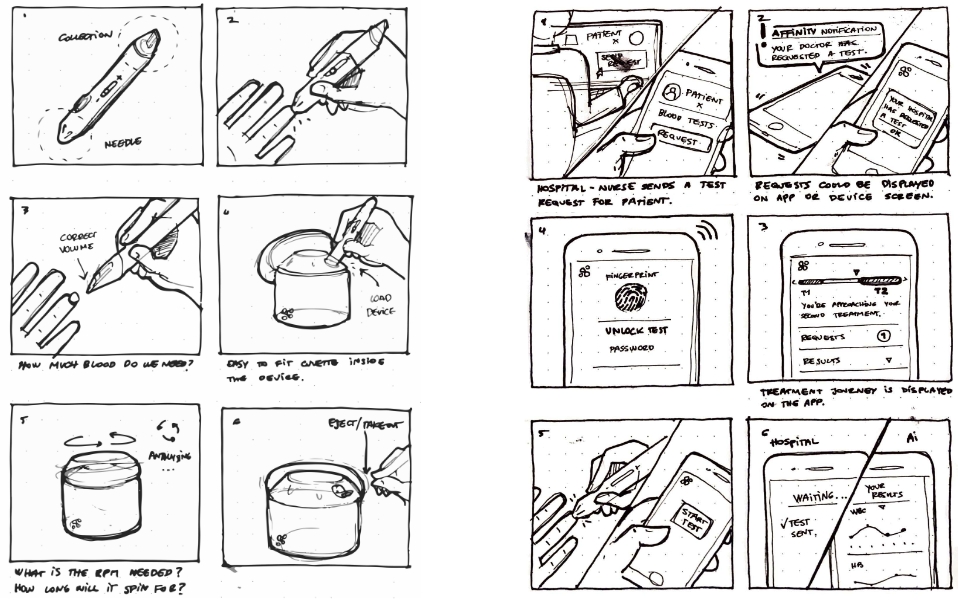 1
COLLECTION
NEEDLE
2
3
CORRECT
VOLUME
HOW MUCH BLOOD DO WE NEED?
4
LOAD
DEVICE
EASY TO FIT CUVETTE INSIDE
THE DEVICE.
5
ANALYSING
...
WHAT IS THE RPM NEEDED?
HOW LONG WILL IT SPIN FOR?
6
EJECT/TAKEOUT
1
PATIENT
X
SEND
REQUEST
PATIENT
X
BLOOD TESTS
REQUEST
HOSPITAL - NURSE SENDS A TEST
REQUEST FOR PATIENT.
2
! AFFINITY NOTIFICATION
YOUR DOCTOR HAS
REQUESTED A TEST.
YOUR HOSPITAL
HAS REQUESTED
A TEST
OK
REQUESTS COULD BE DISPLAYED
ON APP OR DEVICE SCREEN.
4
FINGERPRINT
UNLOCK TEST
PASSWORD
3
T1
T2
YOU'RE APPROACHING YOUR
SECOND TREATMENT.
REQUESTS 1
RESULTS
TREATMENT JOURNEY IS DISPLAYED
ON THE APP.
5
START
TEST
6
HOSPITAL
Ai
WAITING...
✓TEST
SENT.
YOUR
RESULTS
WBC
HB